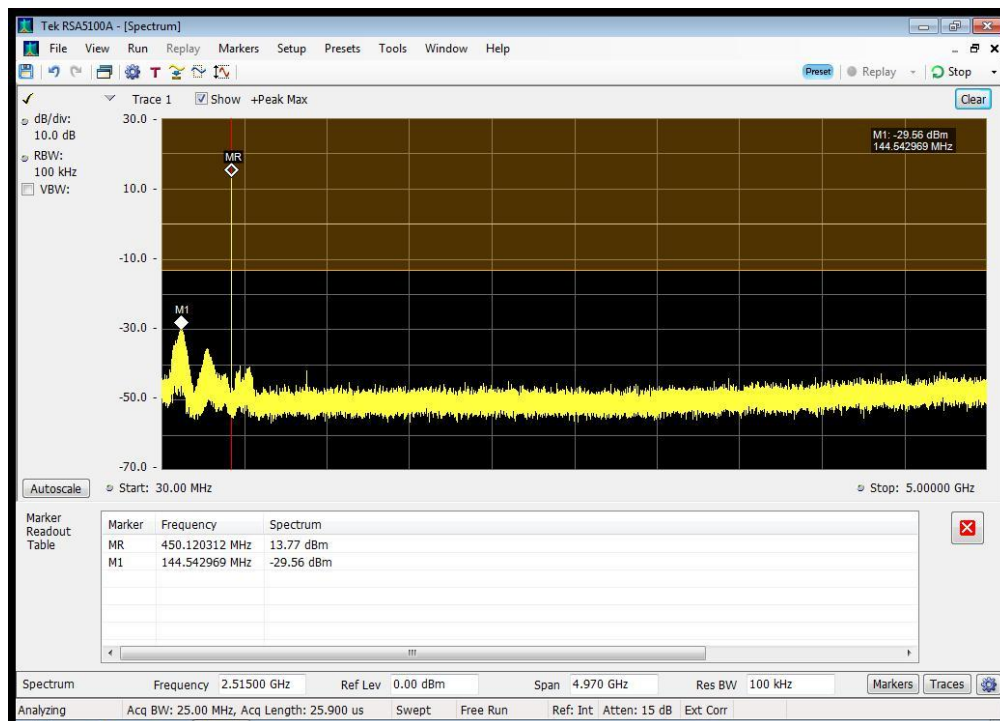 Tek RSA5100A - [Spectrum]
File View Run Replay Markers Setup Presets Tools Window Help
Preset Replay Stop
Trace 1 Show +Peak Max Clear
dB/div:
10.0 dB
RBW:
100 kHz
VBW:
30.0
10.0
-10.0
-30.0
-50.0
-70.0
MR
M1
M1: -29.56 dBm
144.542969 MHz
Autoscale Start: 30.00 MHz Stop: 5.00000 GHz
Marker
Readout
Table
Marker Frequency Spectrum
MR 450.120312 MHz 13.77 dBm
M1 144.542969 MHz -29.56 dBm
Spectrum Frequency 2.51500 GHz Ref Lev 0.00 dBm Span 4.970 GHz Res BW 100 kHz Markers Traces
Analyzing Acq BW: 25.00 MHz, Acq Length: 25.900 us Swept Free Run Ref: Int Atten: 15 dB Ext Corr